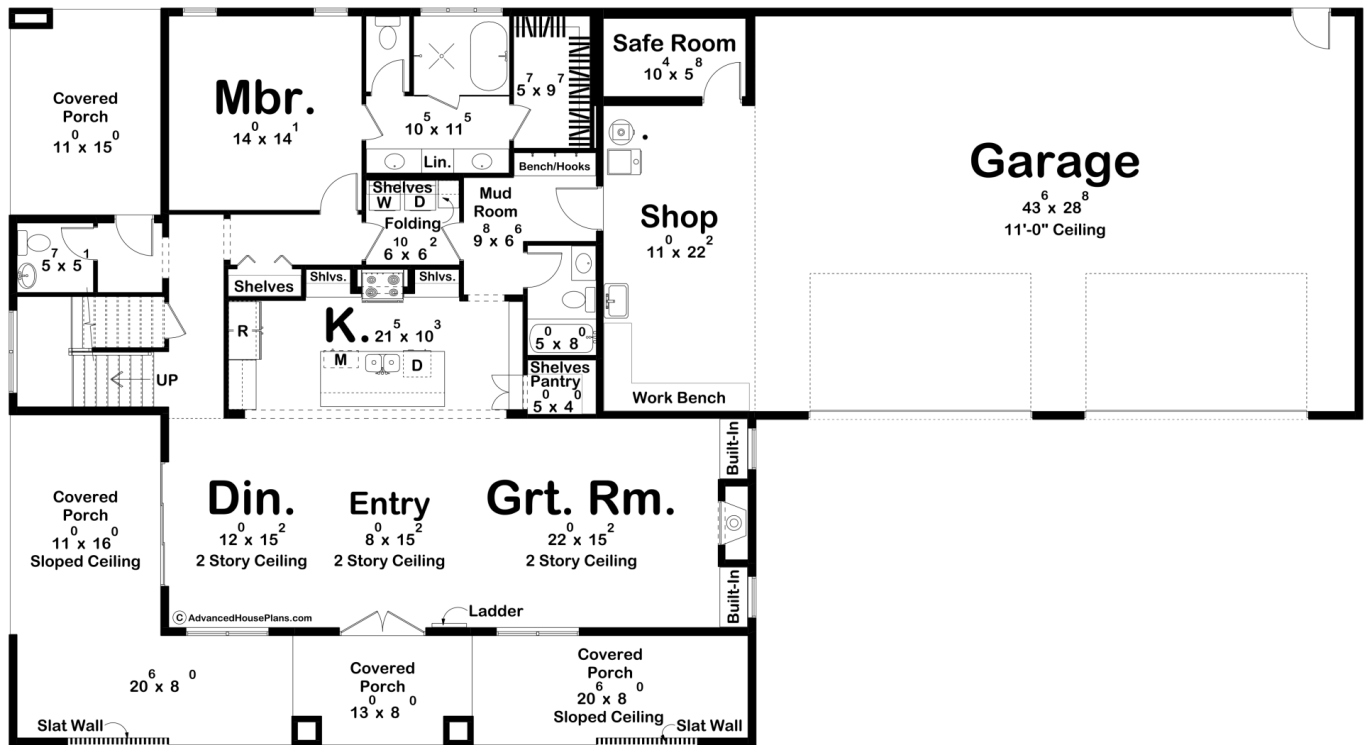 Covered
Porch
11⁰ x 15⁰
Mbr.
14⁰ x 14¹
10⁵ x 11⁵
5⁷ x 9⁷
Lin.
Bench/Hooks
Safe Room
10⁴ x 5⁸
Garage
43⁶ x 28⁸
11'-0" Ceiling
Shop
11⁰ x 22²
Work Bench
5⁷ x 5¹
Shelves
W
D
Folding
6¹⁰ x 6²
Mud
Room
9⁸ x 6⁶
Shelves
Shlvs.
Shlvs.
R
K. 21⁵ x 10³
M
D
5⁰ x 8⁰
Shelves
Pantry
5⁰ x 4⁰
UP
Covered
Porch
11⁰ x 16⁰
Sloped Ceiling
Din.
12⁰ x 15²
2 Story Ceiling
Entry
8⁰ x 15²
2 Story Ceiling
Grt. Rm.
22⁰ x 15²
2 Story Ceiling
Built-In
Built-In
© AdvancedHousePlans.com
Ladder
20⁶ x 8⁰
Slat Wall
Covered
Porch
13⁰ x 8⁰
Covered
Porch
20⁶ x 8⁰
Sloped Ceiling
Slat Wall